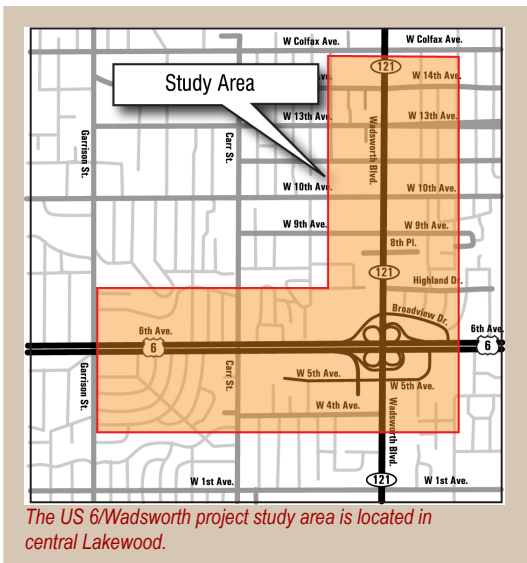 W Colfax Ave.
W Colfax Ave.
121
Study Area
Ave.
W 14th Ave.
W 13th Ave.
W 13th Ave.
Garrison St.
Carr St.
Wadsworth Blvd.
W 10th Ave.
W 10th Ave.
W 9th Ave.
W 9th Ave.
8th Pl.
121
Highland Dr.
Broadview Dr.
6th Ave.
6th Ave.
6
6
Garrison St.
Carr St.
W 5th Ave.
W 5th Ave.
W 4th Ave.
Wadsworth Blvd.
W 1st Ave.
121
W 1st Ave.
The US 6/Wadsworth project study area is located in
central Lakewood.